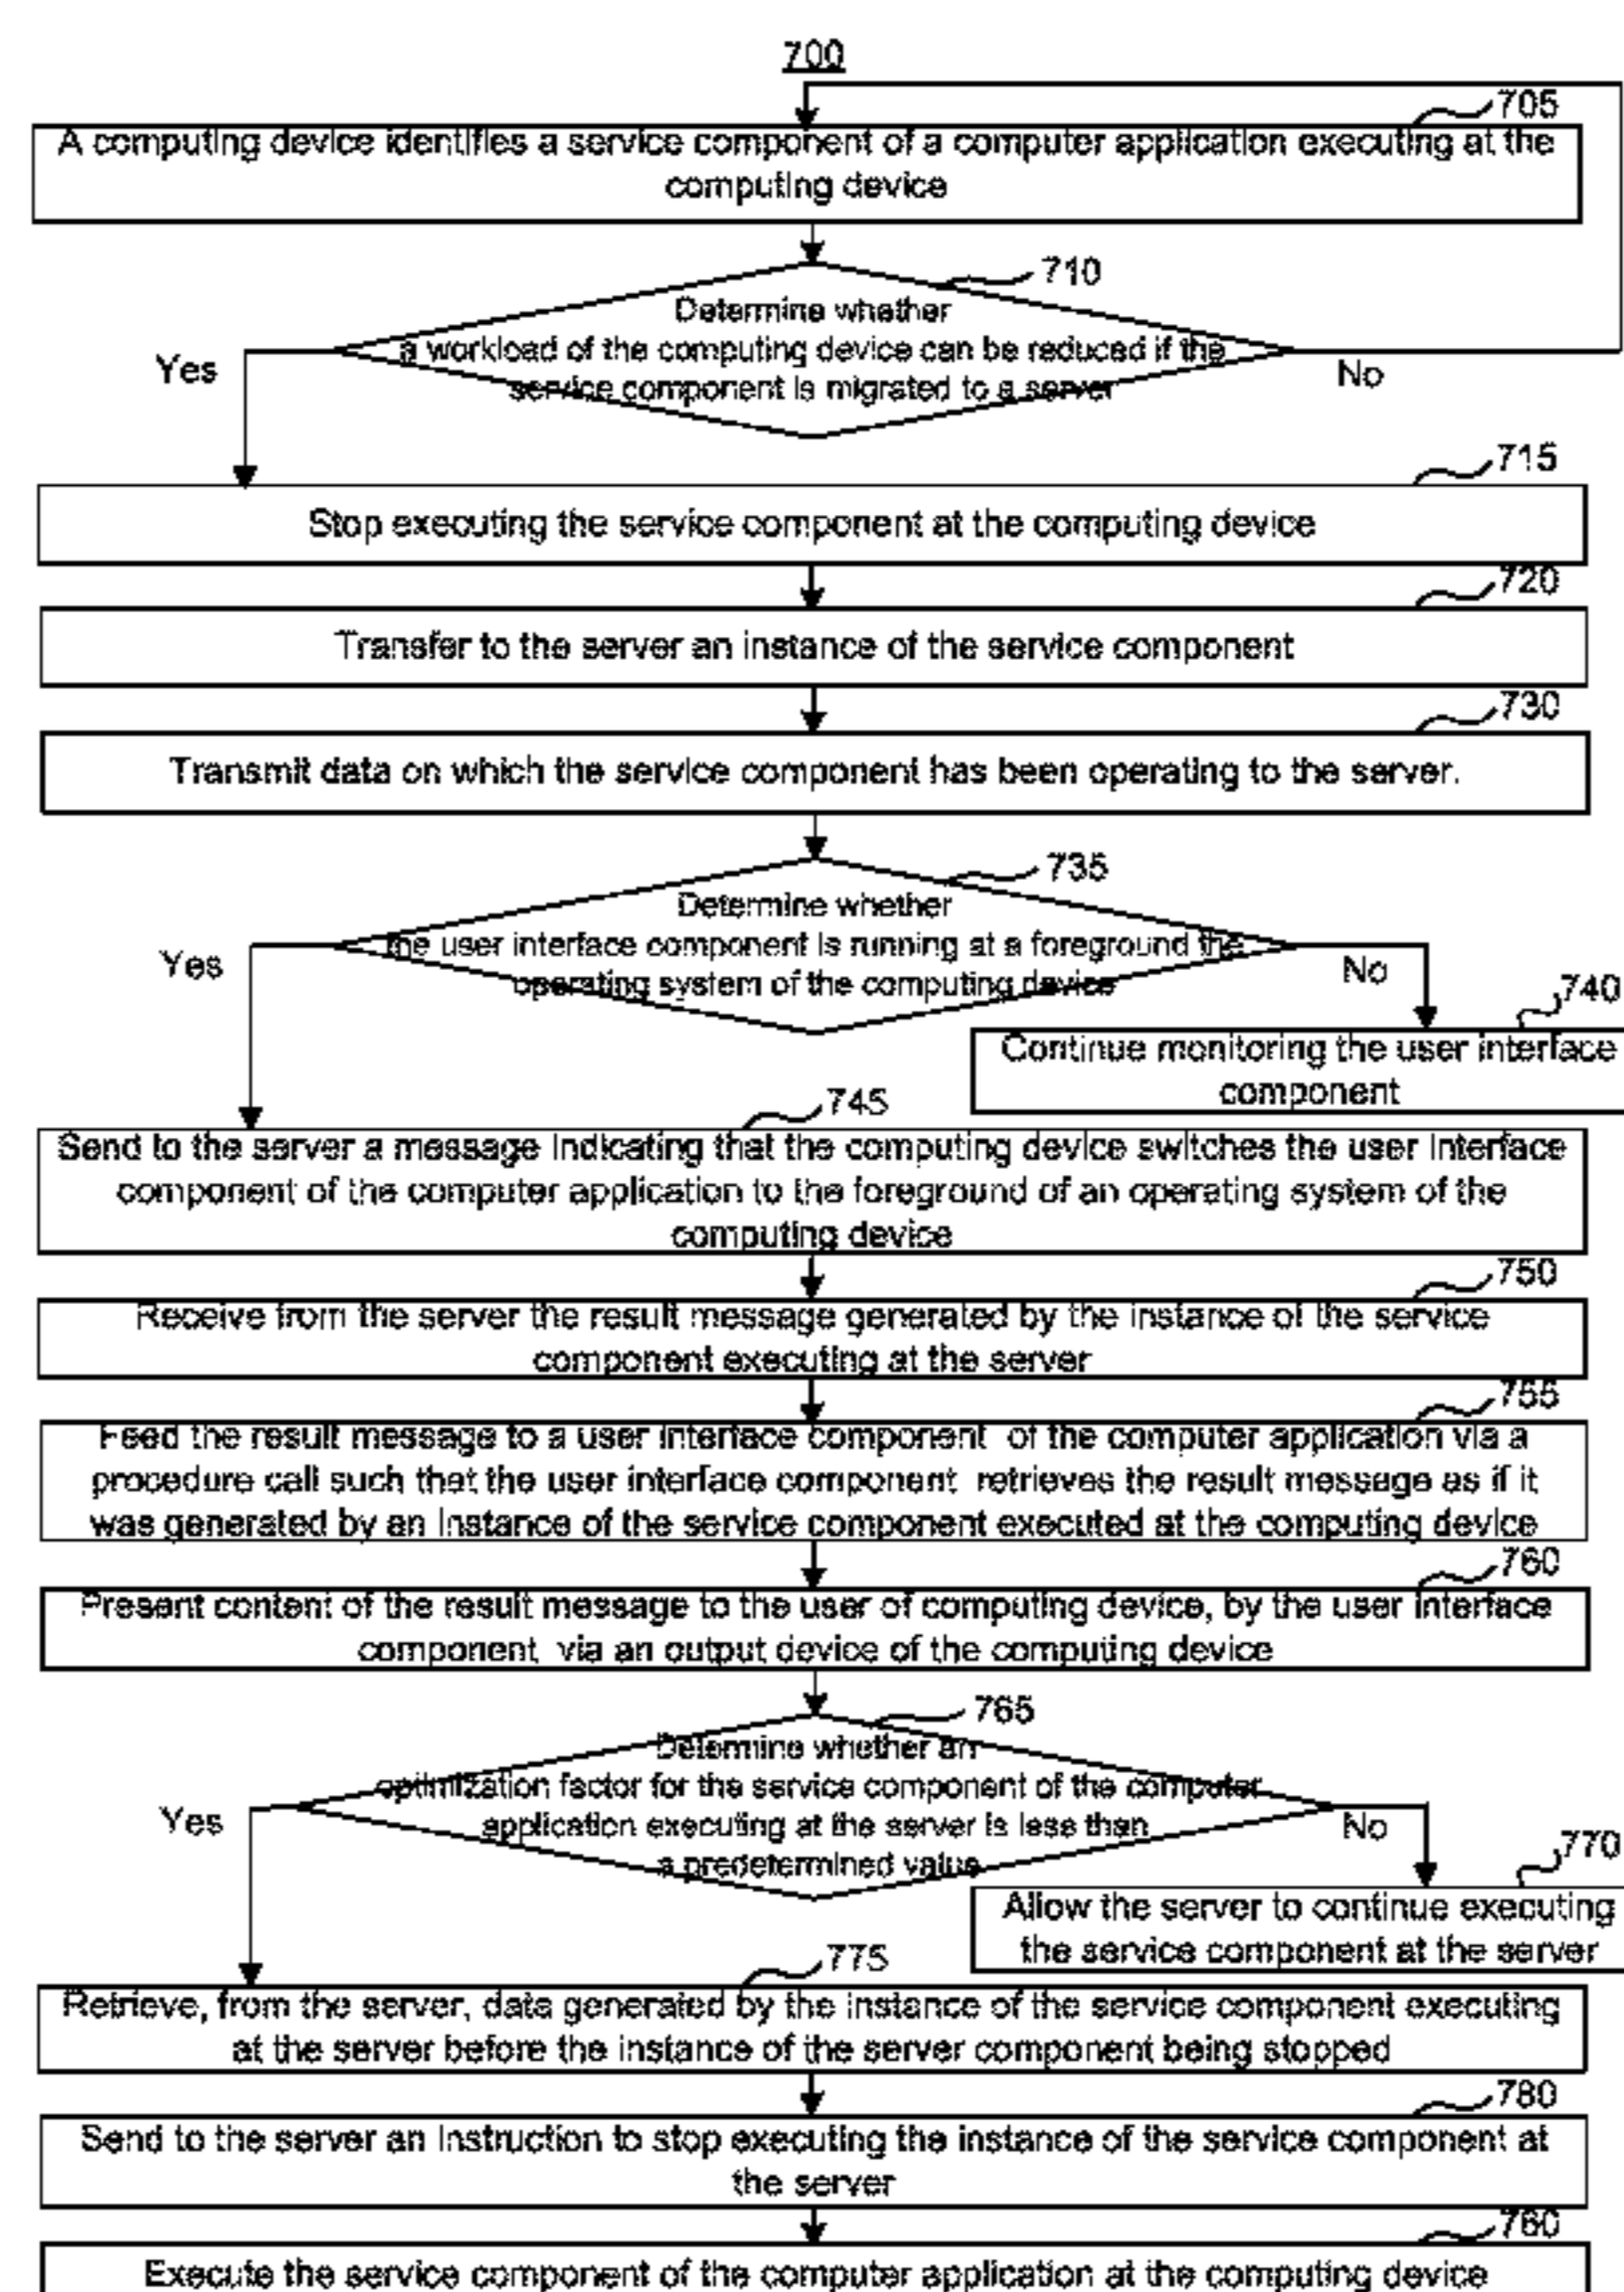 700
705
A computing device identifies a service component of a computer application executing at the
computing device
710
Determine whether
a workload of the computing device can be reduced if the
service component is migrated to a server
Yes
No
715
Stop executing the service component at the computing device
720
Transfer to the server an instance of the service component
730
Transmit data on which the service component has been operating to the server.
735
Determine whether
the user interface component is running at a foreground the
operating system of the computing device
Yes
No
740
Continue monitoring the user interface
component
745
Send to the server a message indicating that the computing device switches the user interface
component of the computer application to the foreground of an operating system of the
computing device
750
Receive from the server the result message generated by the instance of the service
component executing at the server
755
Feed the result message to a user interface component of the computer application via a
procedure call such that the user interface component retrieves the result message as if it
was generated by an instance of the service component executed at the computing device
760
Present content of the result message to the user of computing device, by the user interface
component via an output device of the computing device
765
Determine whether an
optimization factor for the service component of the computer
application executing at the server is less than
a predetermined value
Yes
No
770
Allow the server to continue executing
the service component at the server
775
Retrieve, from the server, data generated by the instance of the service component executing
at the server before the instance of the server component being stopped
780
Send to the server an instruction to stop executing the instance of the service component at
the server
760
Execute the service component of the computer application at the computing device